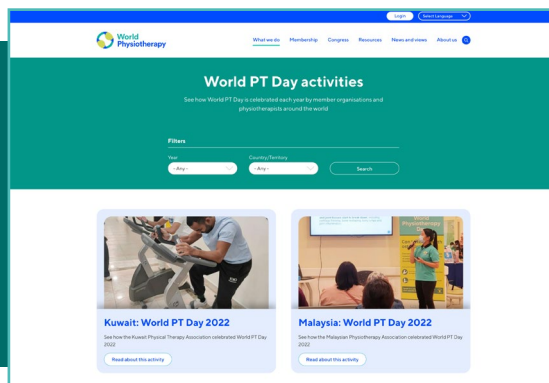 Login
Select Language
World
Physiotherapy
What we do Membership Congress Resources News and views About us
World PT Day activities
See how World PT Day is celebrated each year by member organisations and
physiotherapists around the world
Filters
Year Country/Territory
- Any - - Any - Search
World
Physiotherapy
Day
Kuwait: World PT Day 2022
See how the Kuwait Physical Therapy Association celebrated World PT Day
2022
Read about this activity
Malaysia: World PT Day 2022
See how the Malaysian Physiotherapy Association celebrated World PT Day
2022
Read about this activity